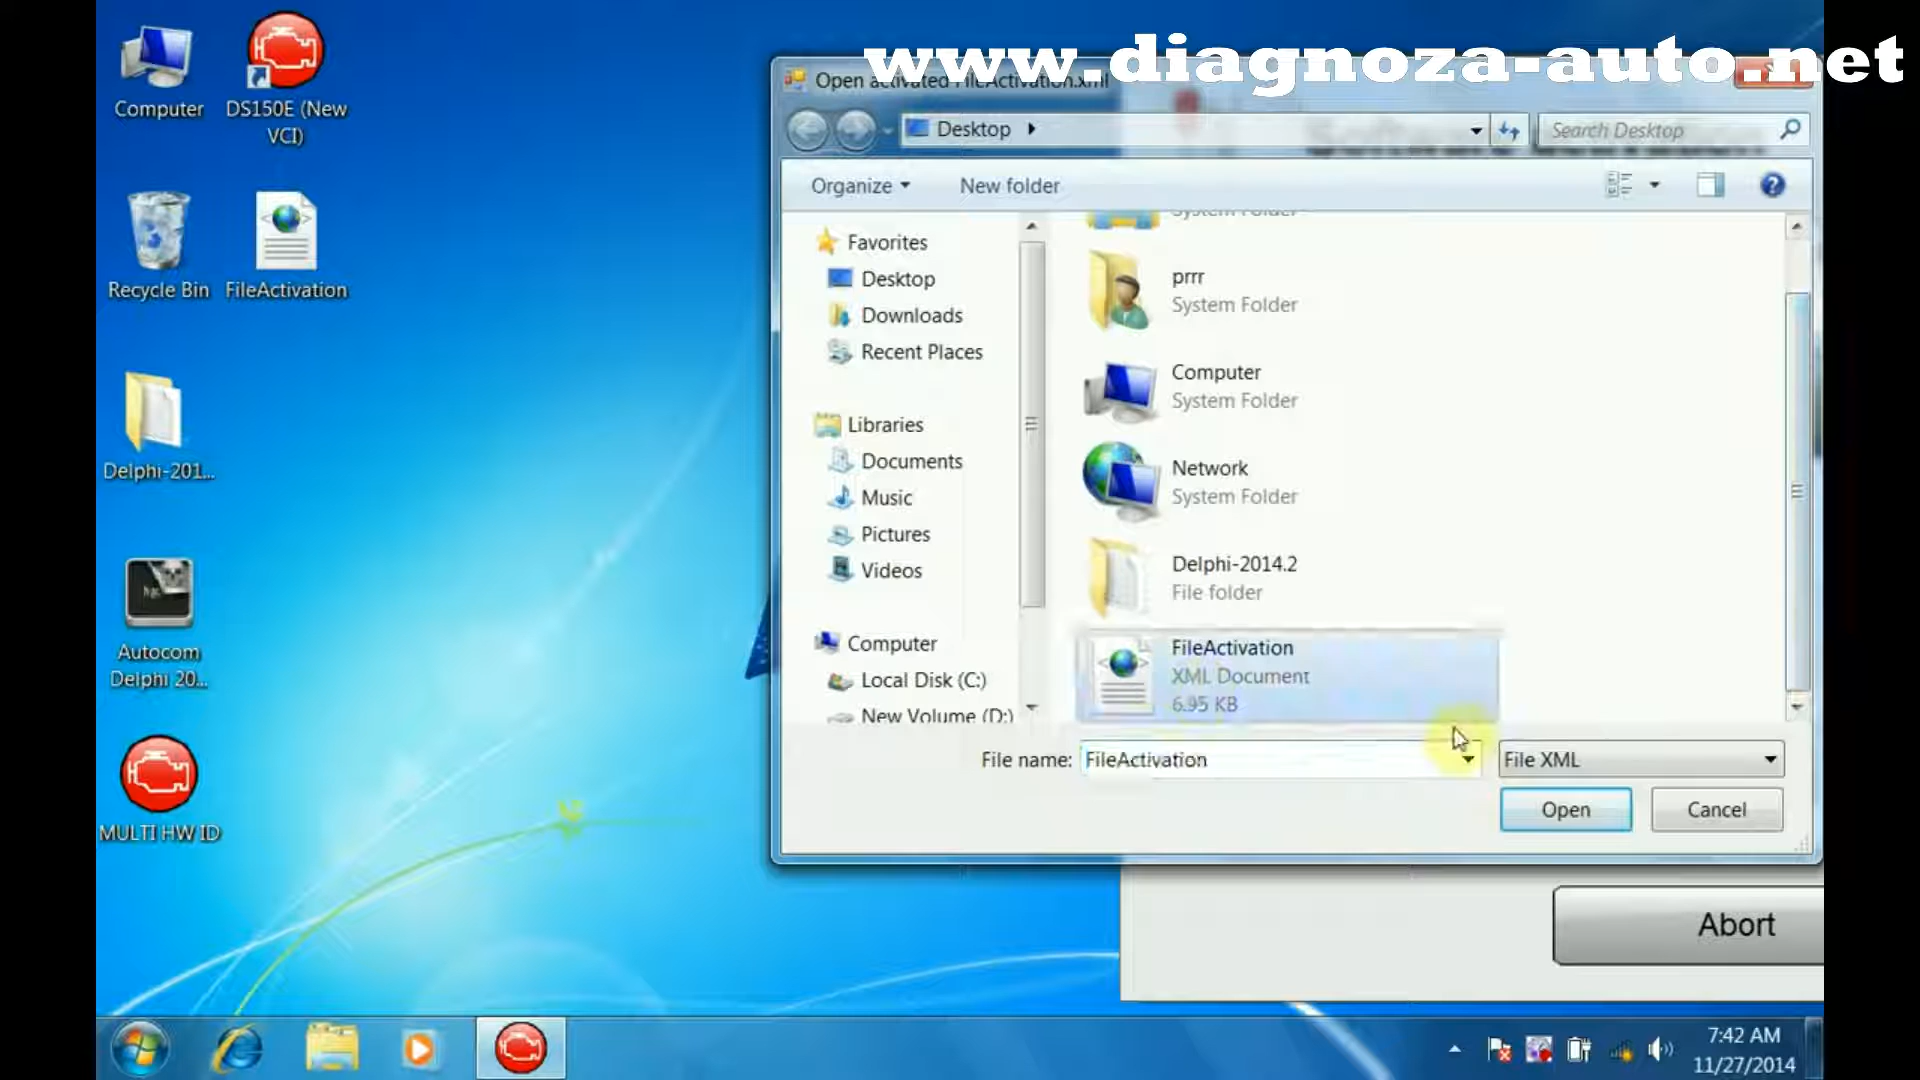 www.diagnoza-auto.net
Computer
DS150E (New
VCI)
Recycle Bin
FileActivation
Delphi-201...
Autocom
Delphi 20...
MULTI HW ID
Open activated FileActivation.xml
Desktop
Search Desktop
Organize
New folder
Favorites
Desktop
Downloads
Recent Places
Libraries
Documents
Music
Pictures
Videos
Computer
Local Disk (C:)
New Volume (D:)
System Folder
prrr
System Folder
Computer
System Folder
Network
System Folder
Delphi-2014.2
File folder
FileActivation
XML Document
6.95 KB
File name:
FileActivation
File XML
Open
Cancel
Abort
7:42 AM
11/27/2014